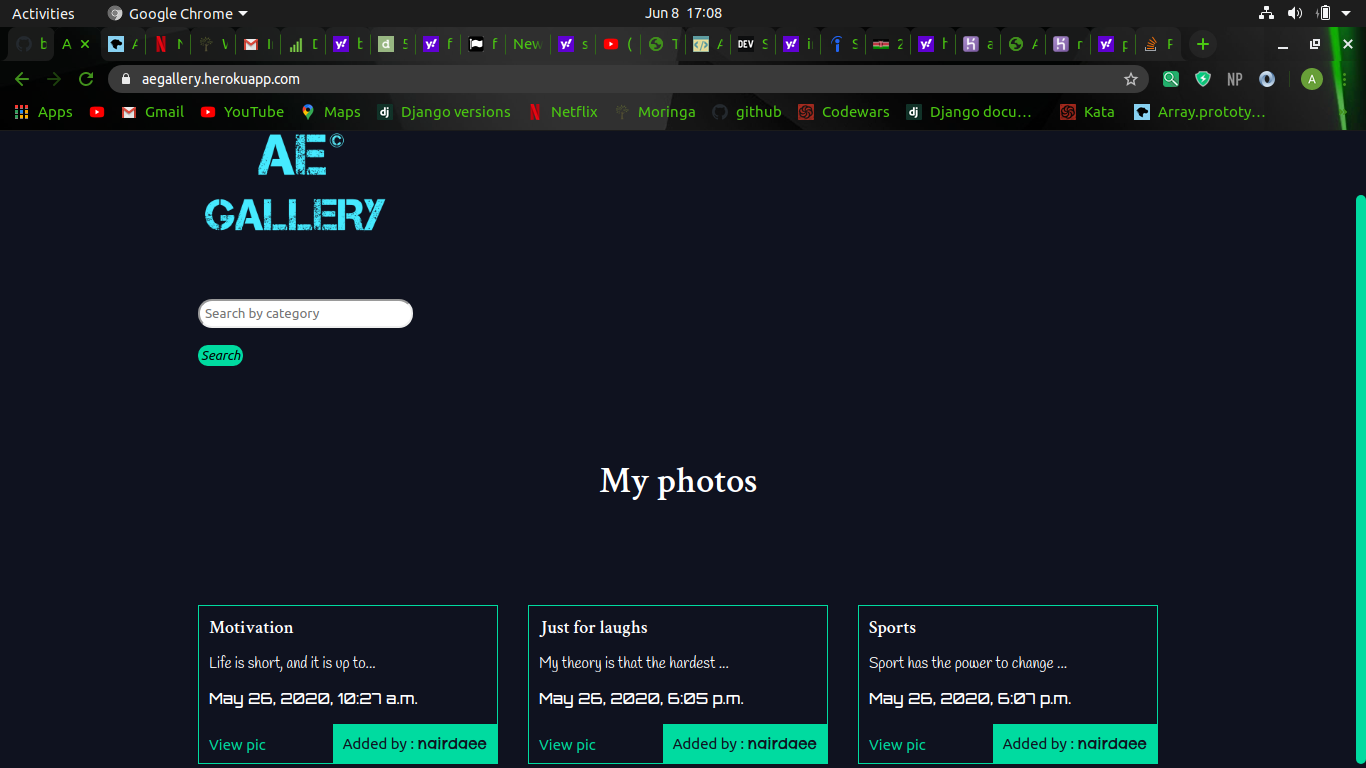 Activities Google Chrome Jun 8 17:08
aegallery.herokuapp.com NP A
Apps Gmail YouTube Maps Django versions Netflix Moringa github Codewars Django docu… Kata Array.prototy…
AE©
GALLERY
Search by category
Search
My photos
Motivation
Life is short, and it is up to...
May 26, 2020, 10:27 a.m.
View pic Added by : nairdaee
Just for laughs
My theory is that the hardest ...
May 26, 2020, 6:05 p.m.
View pic Added by : nairdaee
Sports
Sport has the power to change ...
May 26, 2020, 6:07 p.m.
View pic Added by : nairdaee